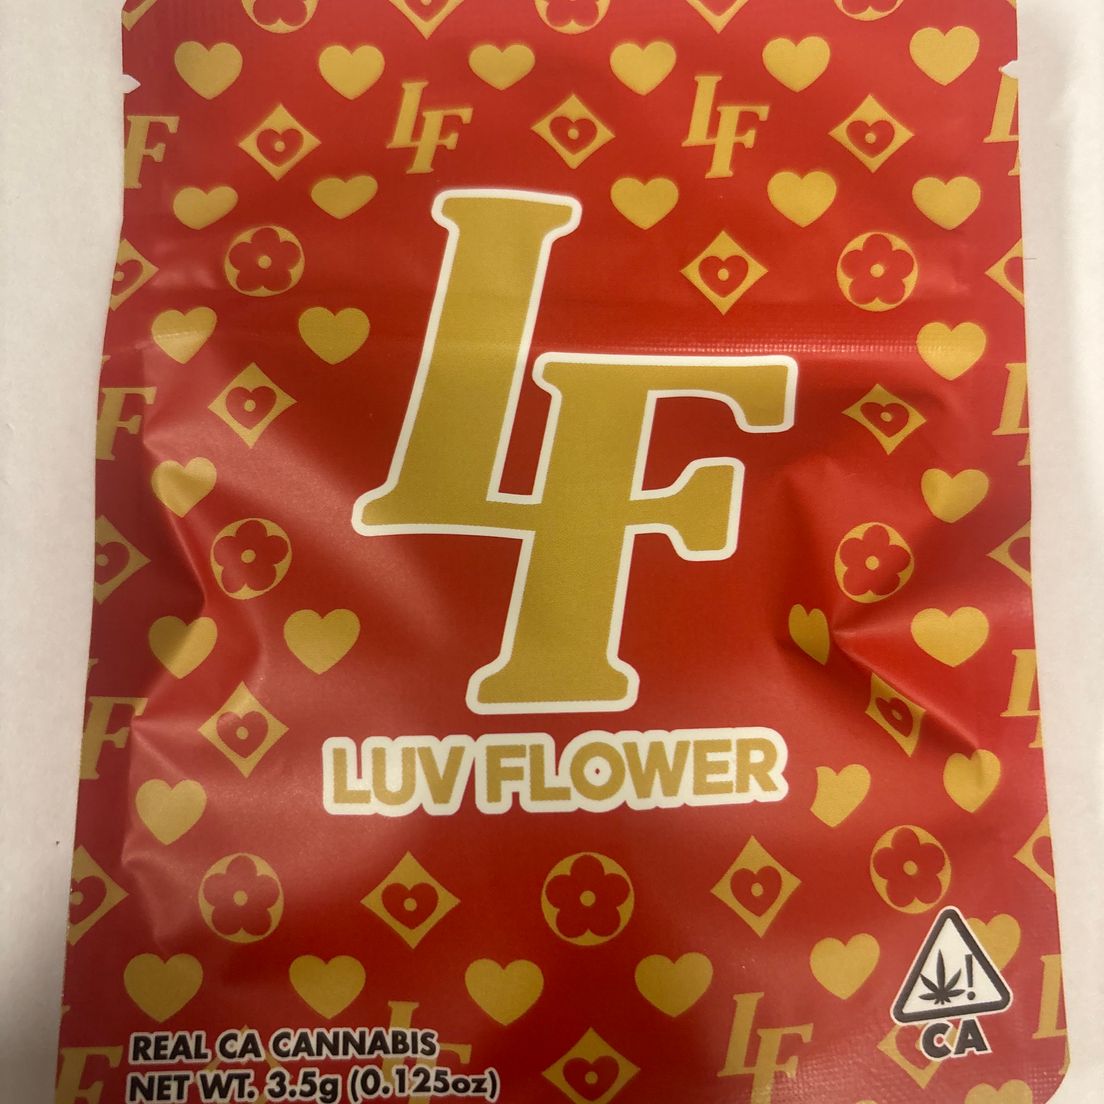 LF
LUV FLOWER
REAL CA CANNABIS
NET WT. 3.5g (0.125oz)
!
CA